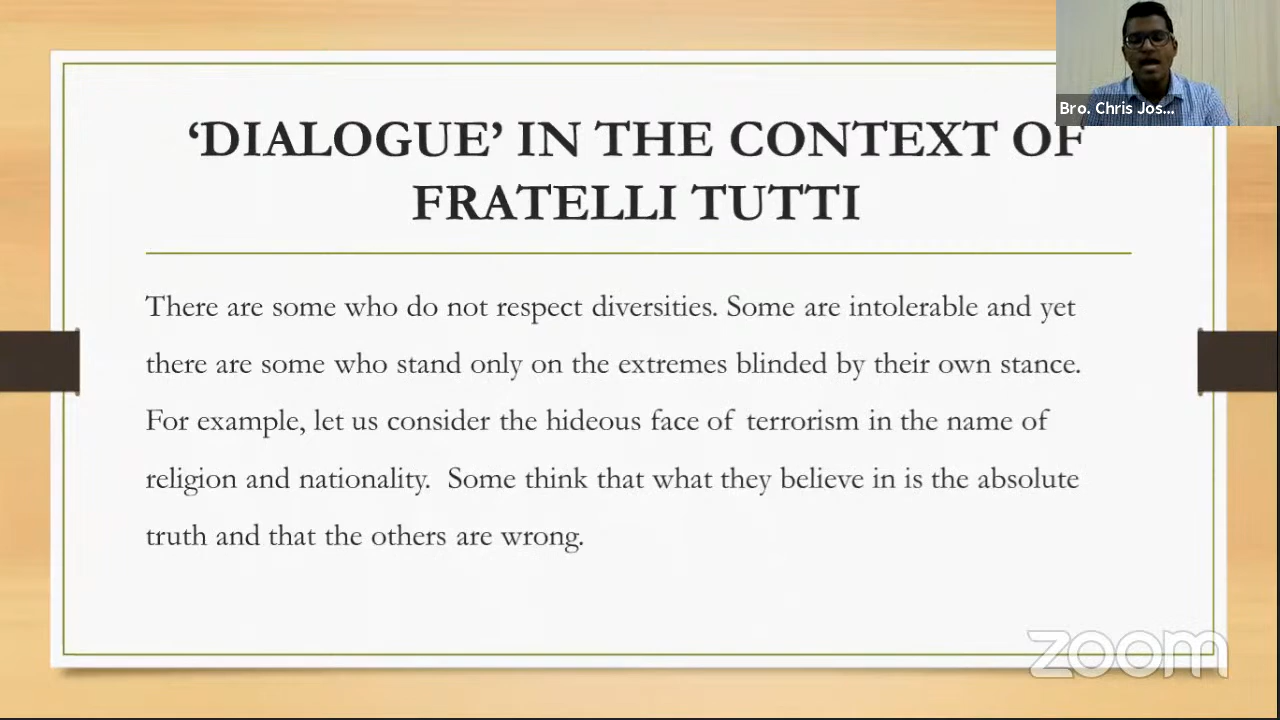 ‘DIALOGUE’ IN THE CONTEXT OF
FRATELLI TUTTI
There are some who do not respect diversities. Some are intolerable and yet
there are some who stand only on the extremes blinded by their own stance.
For example, let us consider the hideous face of terrorism in the name of
religion and nationality. Some think that what they believe in is the absolute
truth and that the others are wrong.
Bro. Chris Jos...
zoom